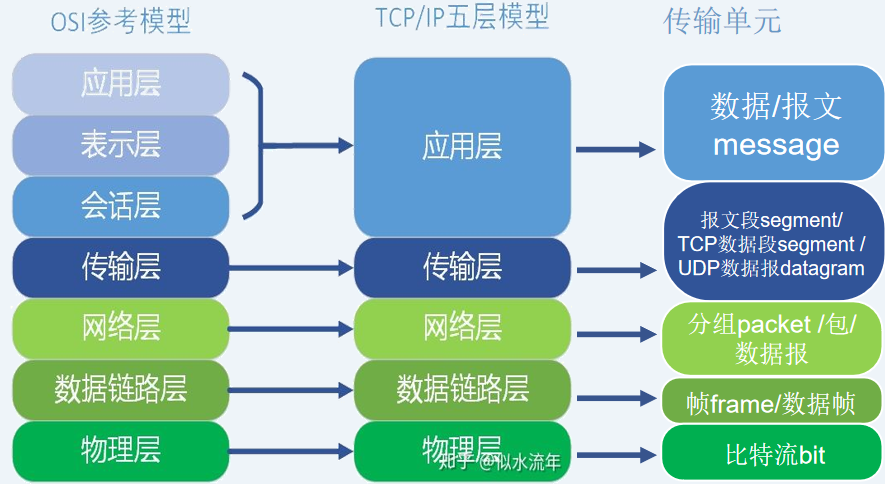 OSI参考模型
TCP/IP五层模型
传输单元
应用层
表示层
会话层
传输层
网络层
数据链路层
物理层
应用层
传输层
网络层
数据链路层
物理层
知乎 @似水流年
数据/报文
message
报文段segment/
TCP数据段segment /
UDP数据报datagram
分组packet /包/
数据报
帧frame/数据帧
比特流bit